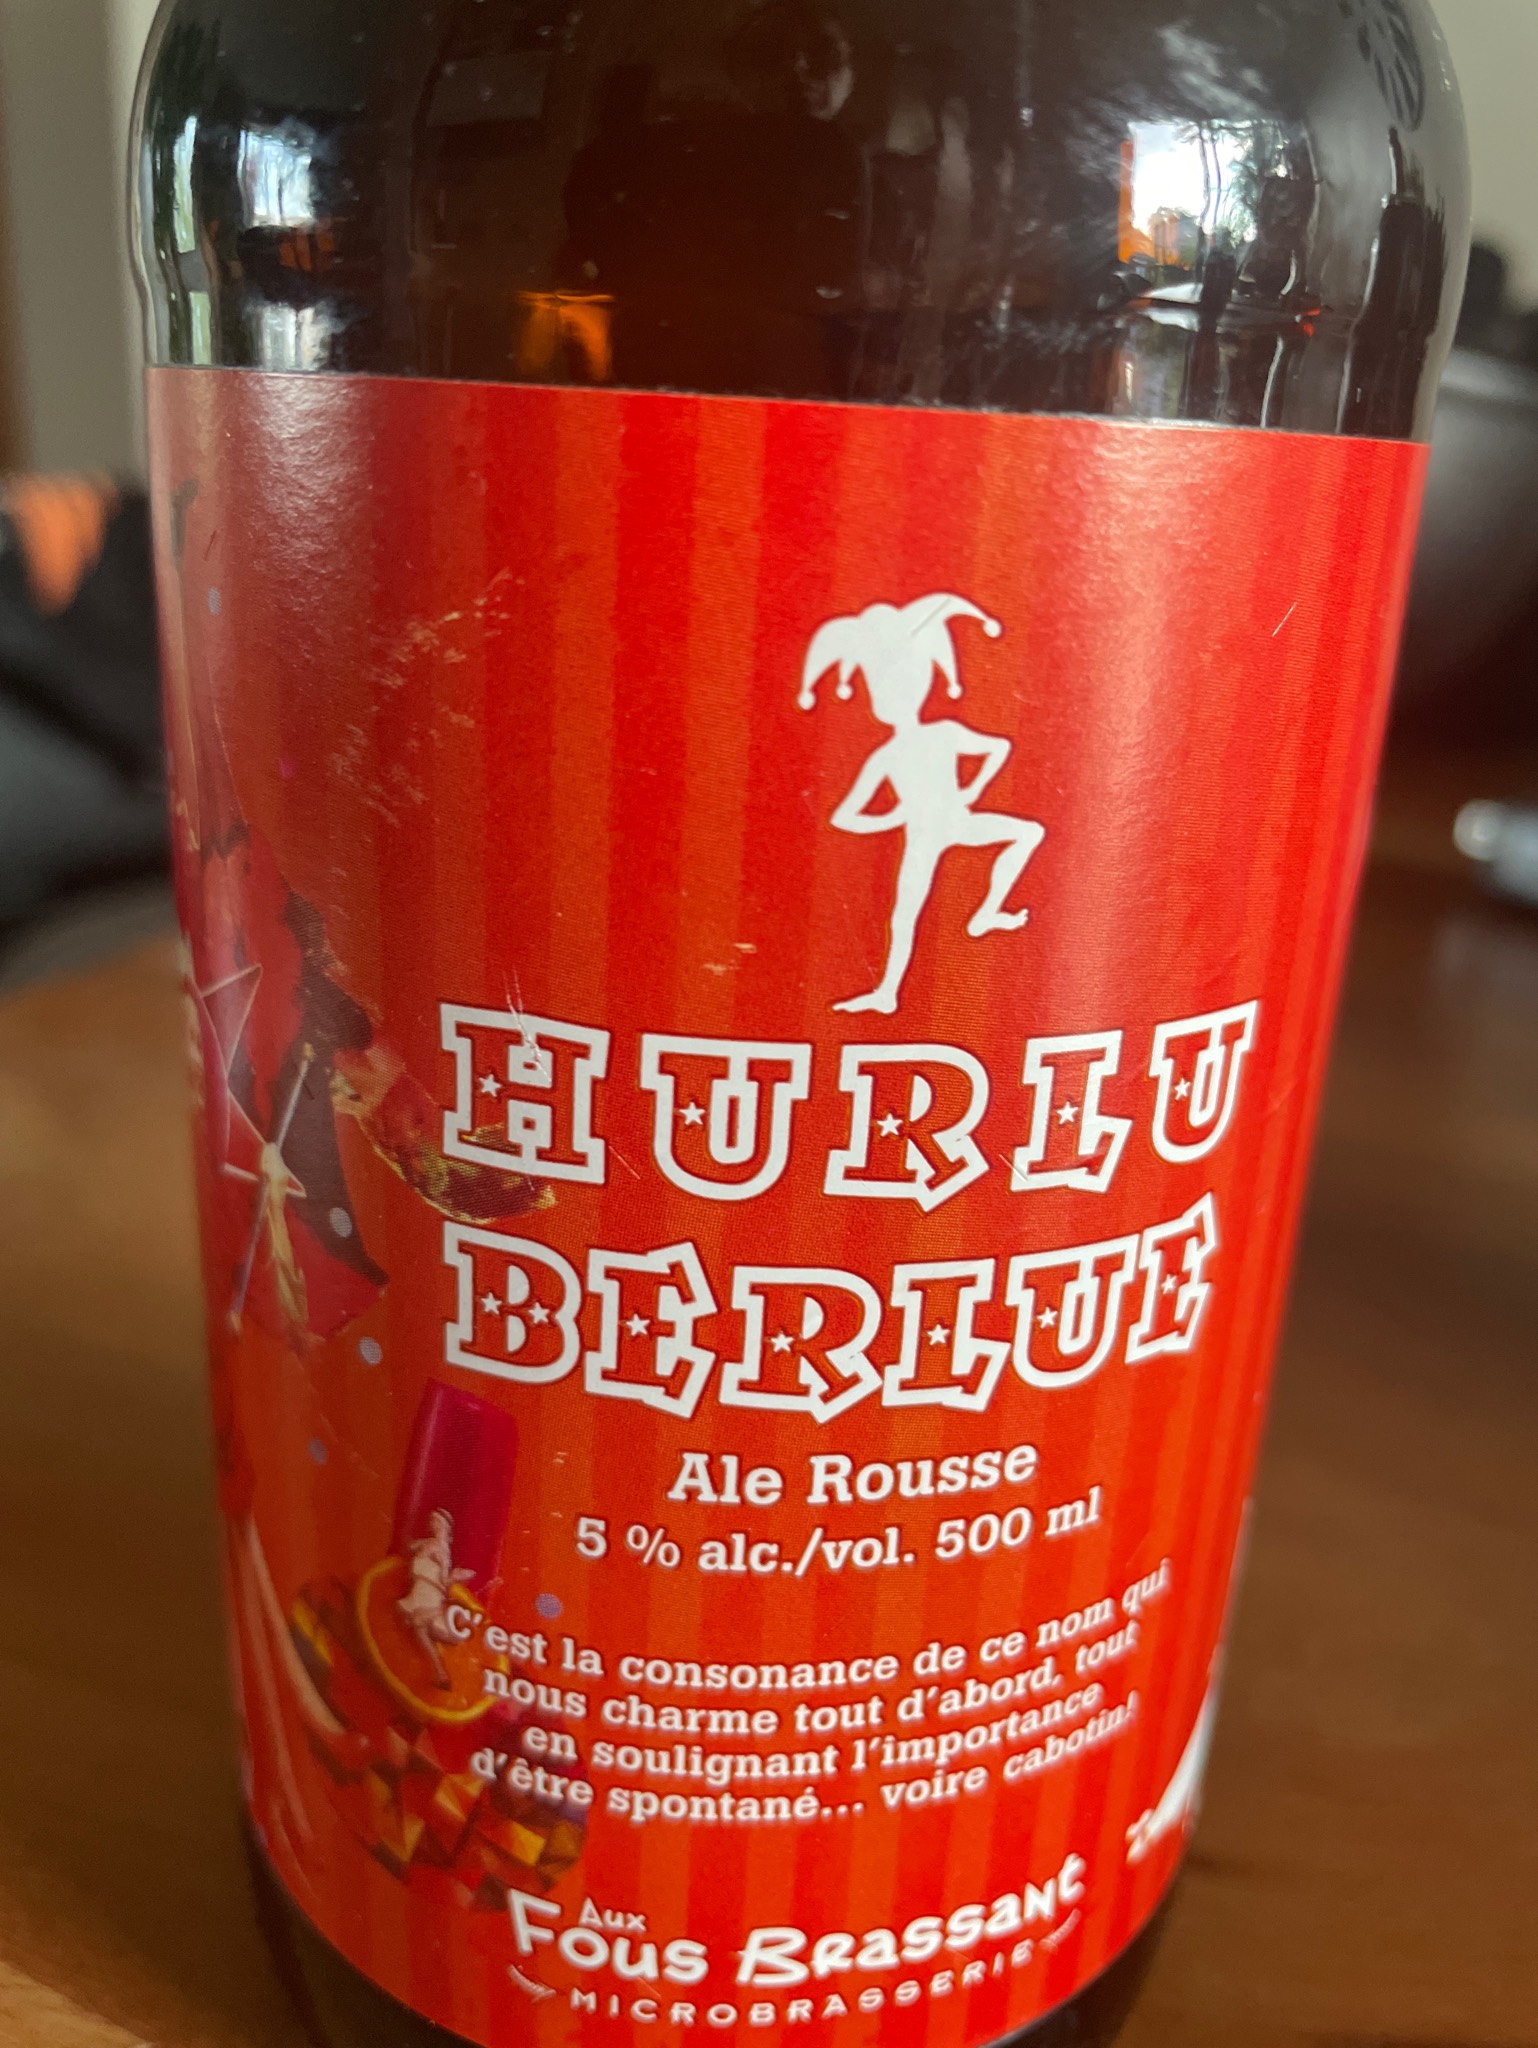 HURLU
BERLUE
Ale Rousse
5 % alc./vol. 500 ml
C'est la consonance de ce nom qui
nous charme tout d'abord, tout
en soulignant l'importance
d'être spontané... voire cabotin!
Aux
Fous Brassant
MICROBRASSERIE